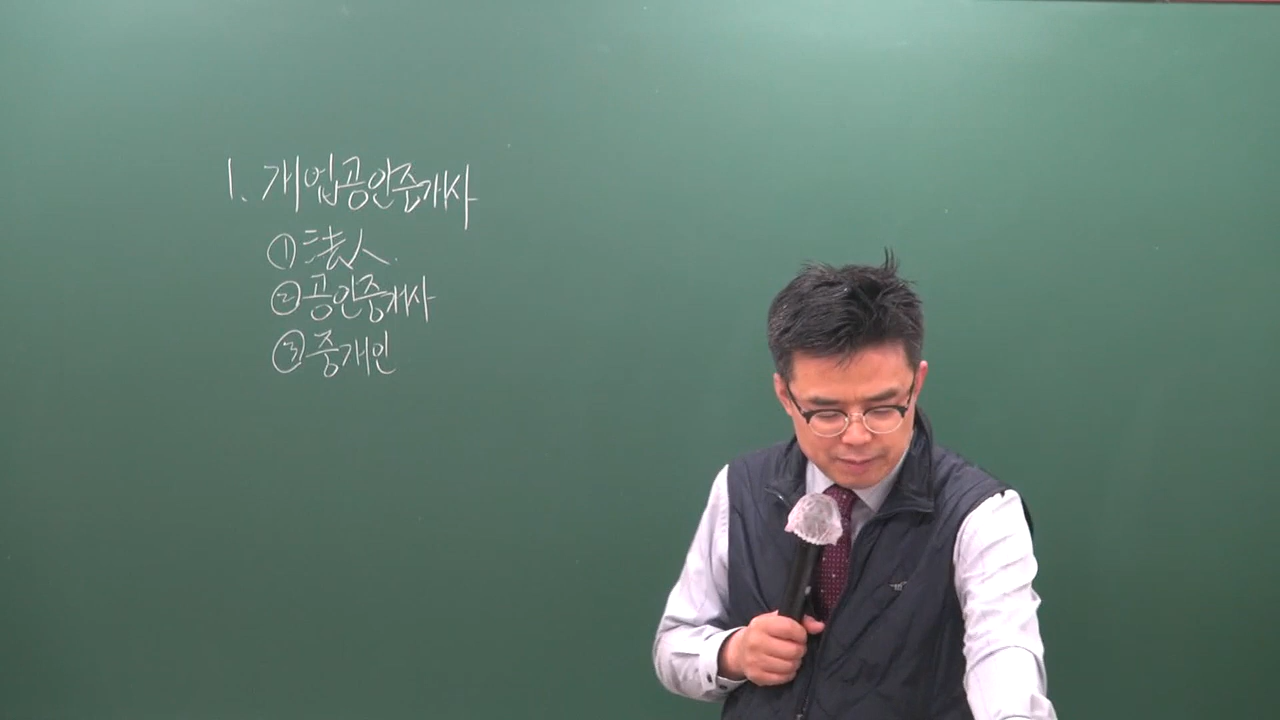 1. 개업공인중개사
① 法人.
② 공인중개사
③ 중개인